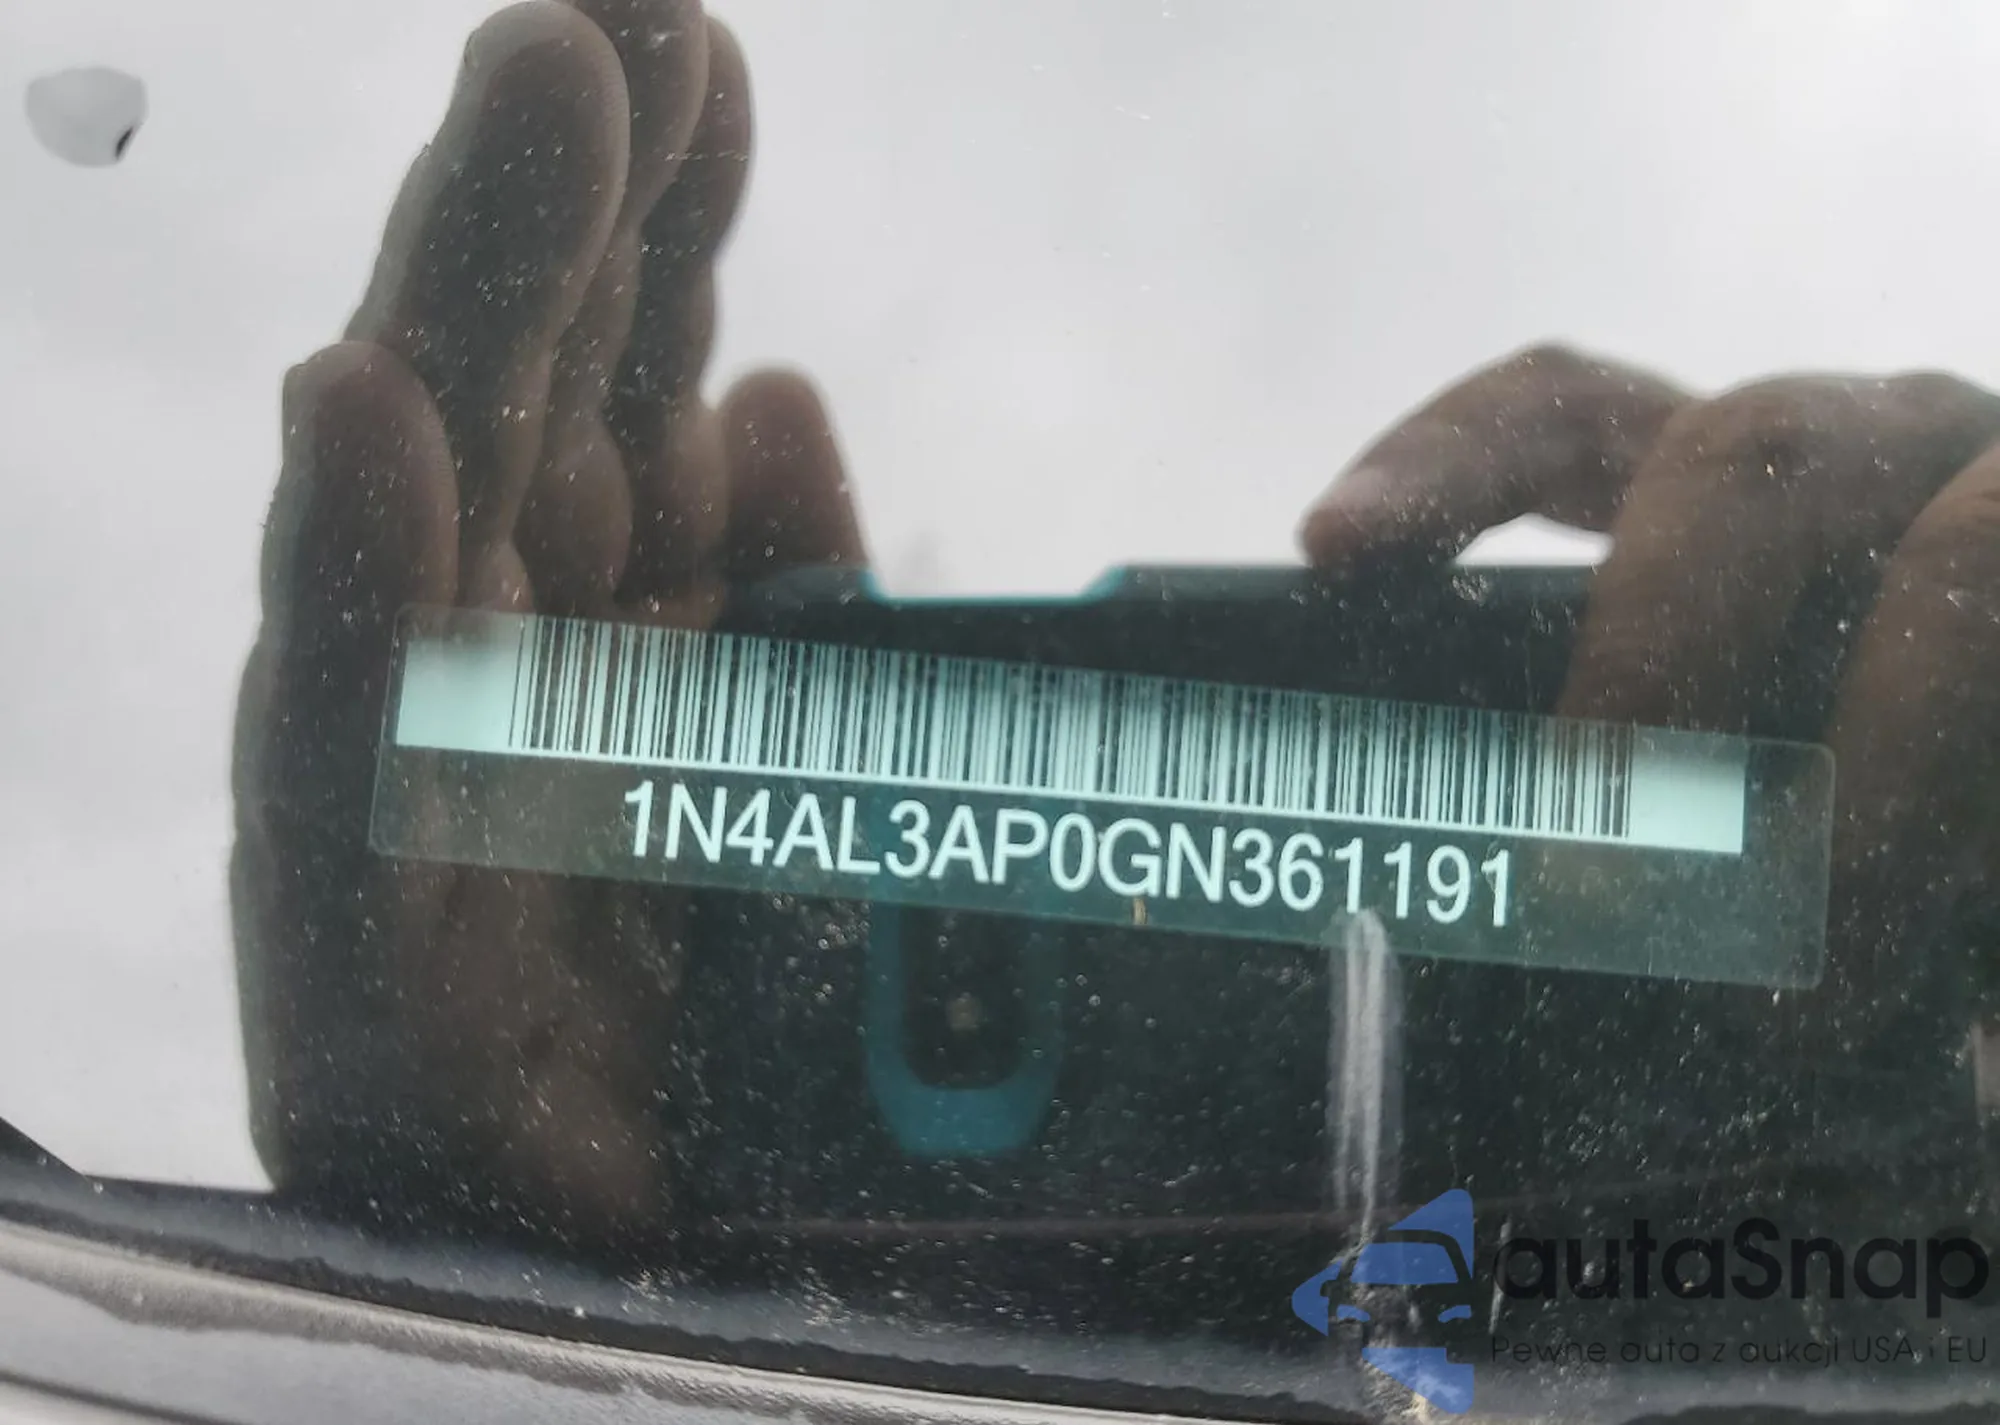 1N4AL3AP0GN361191
autaSnap
Pewne auta z aukcji USA i EU